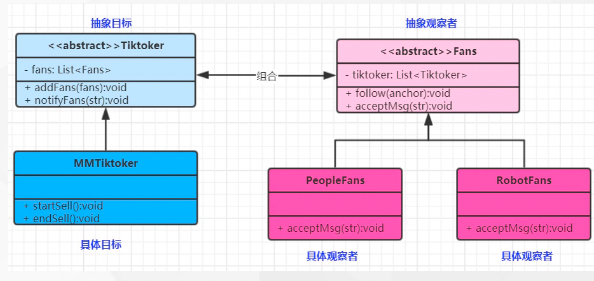 抽象目标
抽象观察者
<<abstract>>Tiktoker
- fans: List<Fans>
+ addFans(fans):void
+ notifyFans(str):void
组合
<<abstract>>Fans
- tiktoker: List<Tiktoker>
+ follow(anchor):void
+ acceptMsg(str):void
MMTiktoker
+ startSell():void
+ endSell():void
具体目标
PeopleFans
+ acceptMsg(str):void
具体观察者
RobotFans
+ acceptMsg(str):void
具体观察者